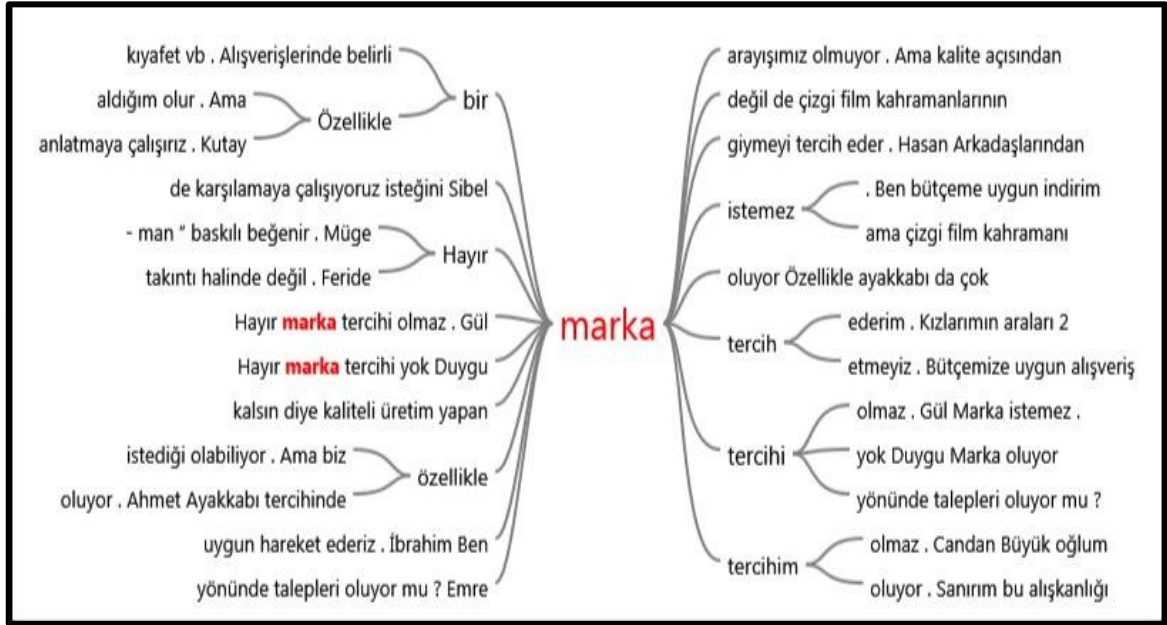 kıyafet vb . Alışverişlerinde belirli
bir
aldığım olur . Ama
Özellikle
anlatmaya çalışırız . Kutay
de karşılamaya çalışıyoruz isteğini Sibel
- man " baskılı beğenir . Müge
Hayır
takıntı halinde değil . Feride
Hayır marka tercihi olmaz . Gül
Hayır marka tercihi yok Duygu
kalsın diye kaliteli üretim yapan
istediği olabiliyor . Ama biz
özellikle
oluyor . Ahmet Ayakkabı tercihinde
uygun hareket ederiz . İbrahim Ben
yönünde talepleri oluyor mu ? Emre
marka
arayışımız olmuyor . Ama kalite açısından
değil de çizgi film kahramanlarının
giymeyi tercih eder . Hasan Arkadaşlarından
istemez
. Ben bütçeme uygun indirim
ama çizgi film kahramanı
oluyor Özellikle ayakkabı da çok
tercih
ederim . Kızlarımın araları 2
etmeyiz . Bütçemize uygun alışveriş
tercihi
olmaz . Gül Marka istemez .
yok Duygu Marka oluyor
yönünde talepleri oluyor mu ?
tercihim
olmaz . Candan Büyük oğlum
oluyor . Sanırım bu alışkanlığı